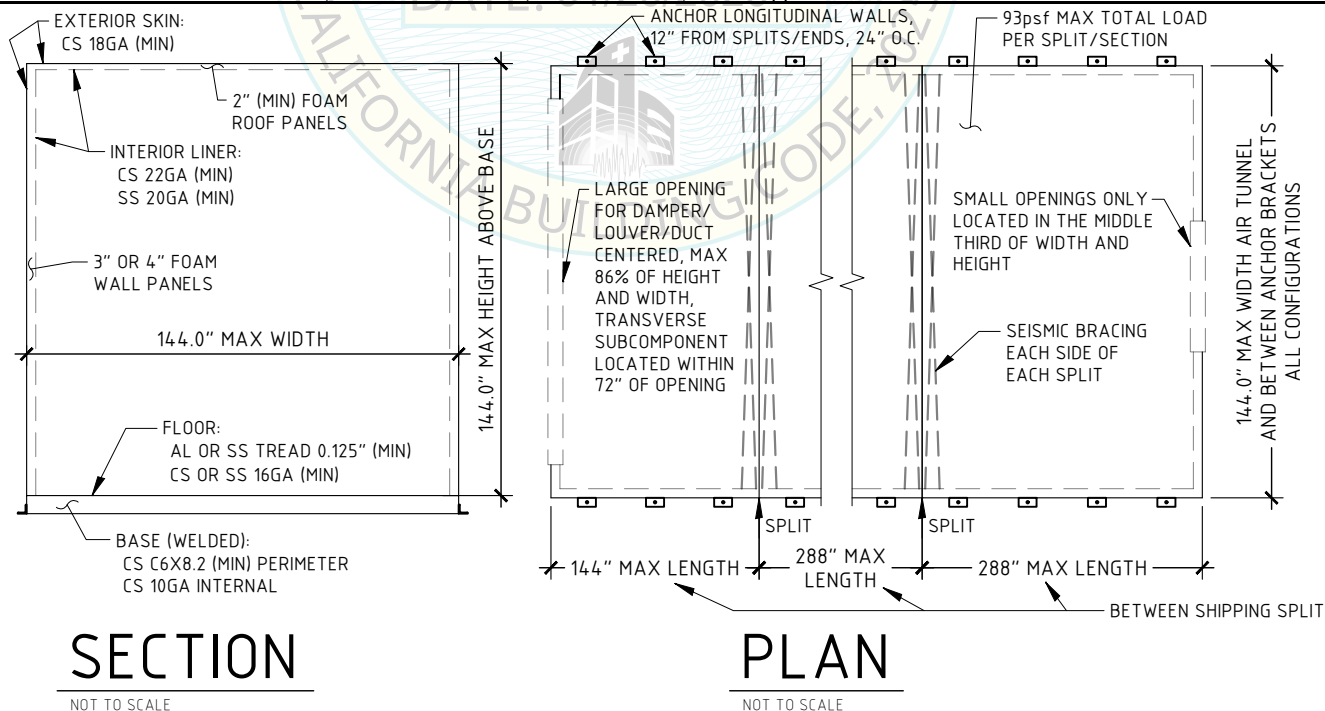 EXTERIOR SKIN:
CS 18GA (MIN)
2" (MIN) FOAM
ROOF PANELS
INTERIOR LINER:
CS 22GA (MIN)
SS 20GA (MIN)
3" OR 4" FOAM
WALL PANELS
144.0" MAX WIDTH
144.0" MAX HEIGHT ABOVE BASE
FLOOR:
AL OR SS TREAD 0.125" (MIN)
CS OR SS 16GA (MIN)
BASE (WELDED):
CS C6X8.2 (MIN) PERIMETER
CS 10GA INTERNAL
SECTION
NOT TO SCALE
ANCHOR LONGITUDINAL WALLS,
12" FROM SPLITS/ENDS, 24" O.C.
93psf MAX TOTAL LOAD
PER SPLIT/SECTION
LARGE OPENING
FOR DAMPER/
LOUVER/DUCT
CENTERED, MAX
86% OF HEIGHT
AND WIDTH,
TRANSVERSE
SUBCOMPONENT
LOCATED WITHIN
72" OF OPENING
SMALL OPENINGS ONLY
LOCATED IN THE MIDDLE
THIRD OF WIDTH AND
HEIGHT
SEISMIC BRACING
EACH SIDE OF
EACH SPLIT
144.0" MAX WIDTH AIR TUNNEL
AND BETWEEN ANCHOR BRACKETS
ALL CONFIGURATIONS
SPLIT
SPLIT
144" MAX LENGTH
288" MAX
LENGTH
288" MAX LENGTH
BETWEEN SHIPPING SPLIT
PLAN
NOT TO SCALE
CALIFORNIA BUILDING CODE,
DATE: